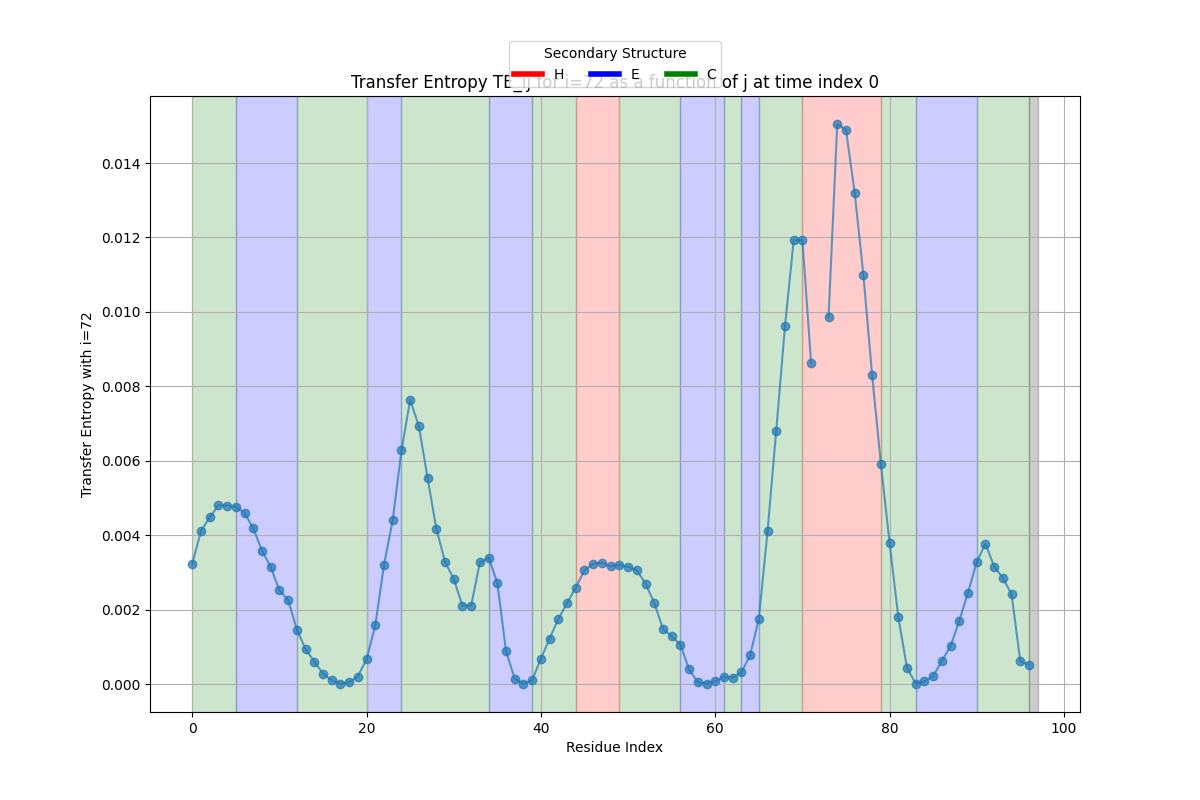 Secondary Structure
H E C
Transfer Entropy TE_ij for i=72 as a function of j at time index 0
0.014
0.012
0.010
0.008
0.006
0.004
0.002
0.000
Transfer Entropy with i=72
0 20 40 60 80 100
Residue Index